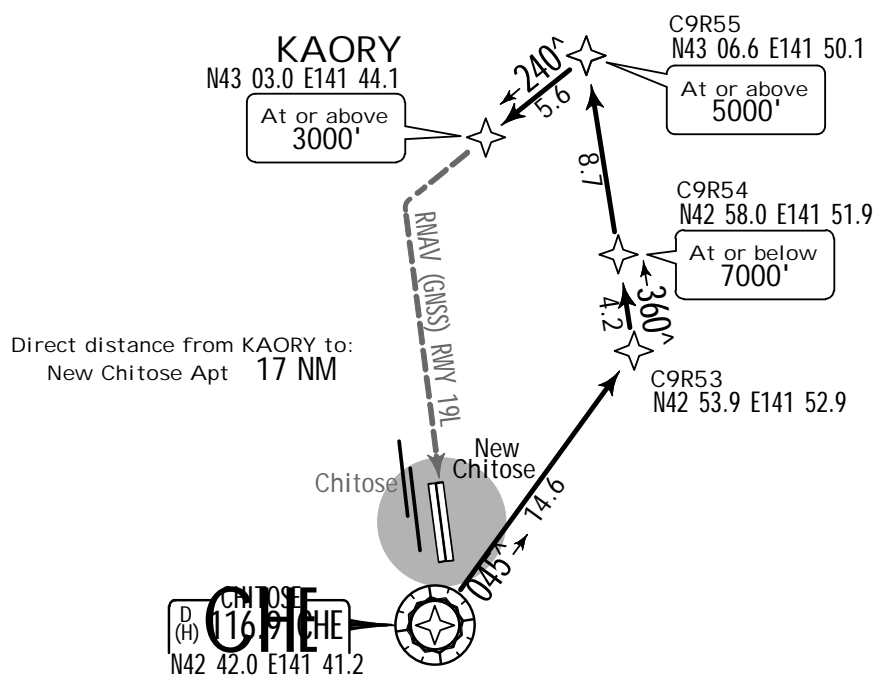 KAORY
N43 03.0 E141 44.1
At or above
3000'
C9R55
N43 06.6 E141 50.1
At or above
5000'
240^
5.6
8.7
C9R54
N42 58.0 E141 51.9
At or below
7000'
360^
4.2
RNAV (GNSS) RWY 19L
Direct distance from KAORY to:
New Chitose Apt 17 NM
C9R53
N42 53.9 E141 52.9
New
Chitose
Chitose
045^
14.6
CHITOSE
D
(H)
116.9 CHE
CHE
N42 42.0 E141 41.2